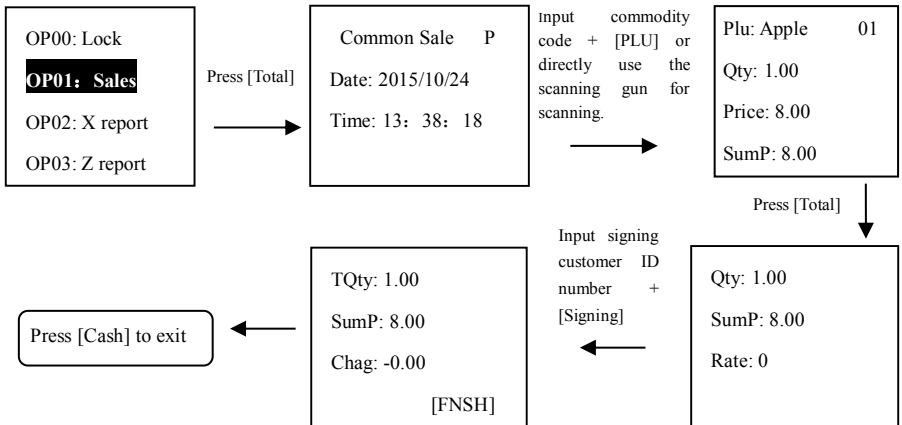 OP00: Lock
OP01：Sales
OP02: X report
OP03: Z report
Press [Total]
Common Sale P
Date: 2015/10/24
Time: 13：38：18
Input commodity
code + [PLU] or
directly use the
scanning gun for
scanning.
Plu: Apple 01
Qty: 1.00
Price: 8.00
SumP: 8.00
Press [Total]
Qty: 1.00
SumP: 8.00
Rate: 0
Input signing
customer ID
number +
[Signing]
TQty: 1.00
SumP: 8.00
Chag: -0.00
[FNSH]
Press [Cash] to exit